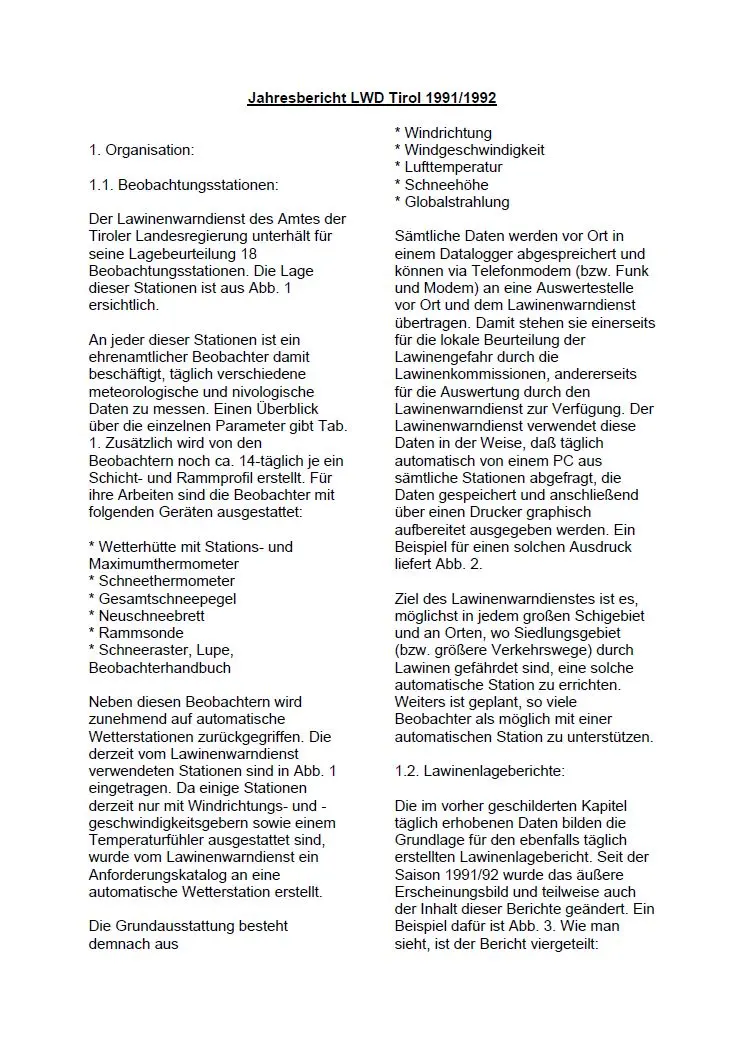 Jahresbericht LWD Tirol 1991/1992
1. Organisation:
1.1. Beobachtungsstationen:
Der Lawinenwarndienst des Amtes der
Tiroler Landesregierung unterhält für
seine Lagebeurteilung 18
Beobachtungsstationen. Die Lage
dieser Stationen ist aus Abb. 1
ersichtlich.
An jeder dieser Stationen ist ein
ehrenamtlicher Beobachter damit
beschäftigt, täglich verschiedene
meteorologische und nivologische
Daten zu messen. Einen Überblick
über die einzelnen Parameter gibt Tab.
1. Zusätzlich wird von den
Beobachtern noch ca. 14-täglich je ein
Schicht- und Rammprofil erstellt. Für
ihre Arbeiten sind die Beobachter mit
folgenden Geräten ausgestattet:
* Wetterhütte mit Stations- und
Maximumthermometer
* Schneethermometer
* Gesamtschneepegel
* Neuschneebrett
* Rammsonde
* Schneeraster, Lupe,
Beobachterhandbuch
Neben diesen Beobachtern wird
zunehmend auf automatische
Wetterstationen zurückgegriffen. Die
derzeit vom Lawinenwarndienst
verwendeten Stationen sind in Abb. 1
eingetragen. Da einige Stationen
derzeit nur mit Windrichtungs- und -
geschwindigkeitsgebern sowie einem
Temperaturfühler ausgestattet sind,
wurde vom Lawinenwarndienst ein
Anforderungskatalog an eine
automatische Wetterstation erstellt.
Die Grundausstattung besteht
demnach aus
* Windrichtung
* Windgeschwindigkeit
* Lufttemperatur
* Schneehöhe
* Globalstrahlung
Sämtliche Daten werden vor Ort in
einem Datalogger abgespreichert und
können via Telefonmodem (bzw. Funk
und Modem) an eine Auswertestelle
vor Ort und dem Lawinenwarndienst
übertragen. Damit stehen sie einerseits
für die lokale Beurteilung der
Lawinengefahr durch die
Lawinenkommissionen, andererseits
für die Auswertung durch den
Lawinenwarndienst zur Verfügung. Der
Lawinenwarndienst verwendet diese
Daten in der Weise, daß täglich
automatisch von einem PC aus
sämtliche Stationen abgefragt, die
Daten gespeichert und anschließend
über einen Drucker graphisch
aufbereitet ausgegeben werden. Ein
Beispiel für einen solchen Ausdruck
liefert Abb. 2.
Ziel des Lawinenwarndienstes ist es,
möglichst in jedem großen Schigebiet
und an Orten, wo Siedlungsgebiet
(bzw. größere Verkehrswege) durch
Lawinen gefährdet sind, eine solche
automatische Station zu errichten.
Weiters ist geplant, so viele
Beobachter als möglich mit einer
automatischen Station zu unterstützen.
1.2. Lawinenlageberichte:
Die im vorher geschilderten Kapitel
täglich erhobenen Daten bilden die
Grundlage für den ebenfalls täglich
erstellten Lawinenlagebericht. Seit der
Saison 1991/92 wurde das äußere
Erscheinungsbild und teilweise auch
der Inhalt dieser Berichte geändert. Ein
Beispiel dafür ist Abb. 3. Wie man
sieht, ist der Bericht viergeteilt: